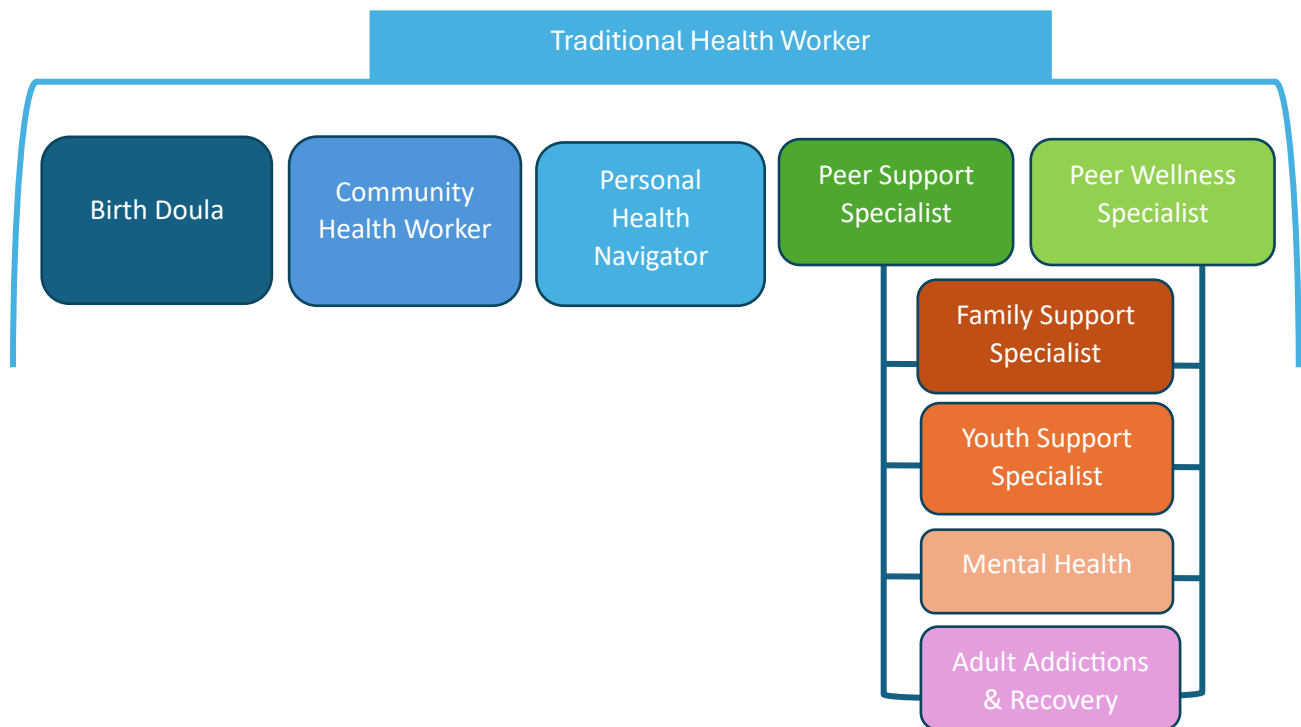 Traditional Health Worker
Birth Doula
Community
Health Worker
Personal
Health
Navigator
Peer Support
Specialist
Peer Wellness
Specialist
Family Support
Specialist
Youth Support
Specialist
Mental Health
Adult Addictions
& Recovery